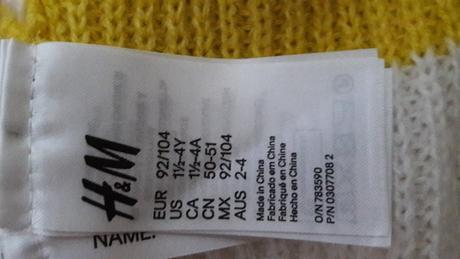 H&M
EUR 92/104
US 1½-4Y
CA 1½-4A
CN 50-51
MX 92/104
AUS 2-4
Made in China
Fabricado em China
Fabriqué en Chine
Hecho en China
O/N 783590
P/N 0307708 2
NAME: